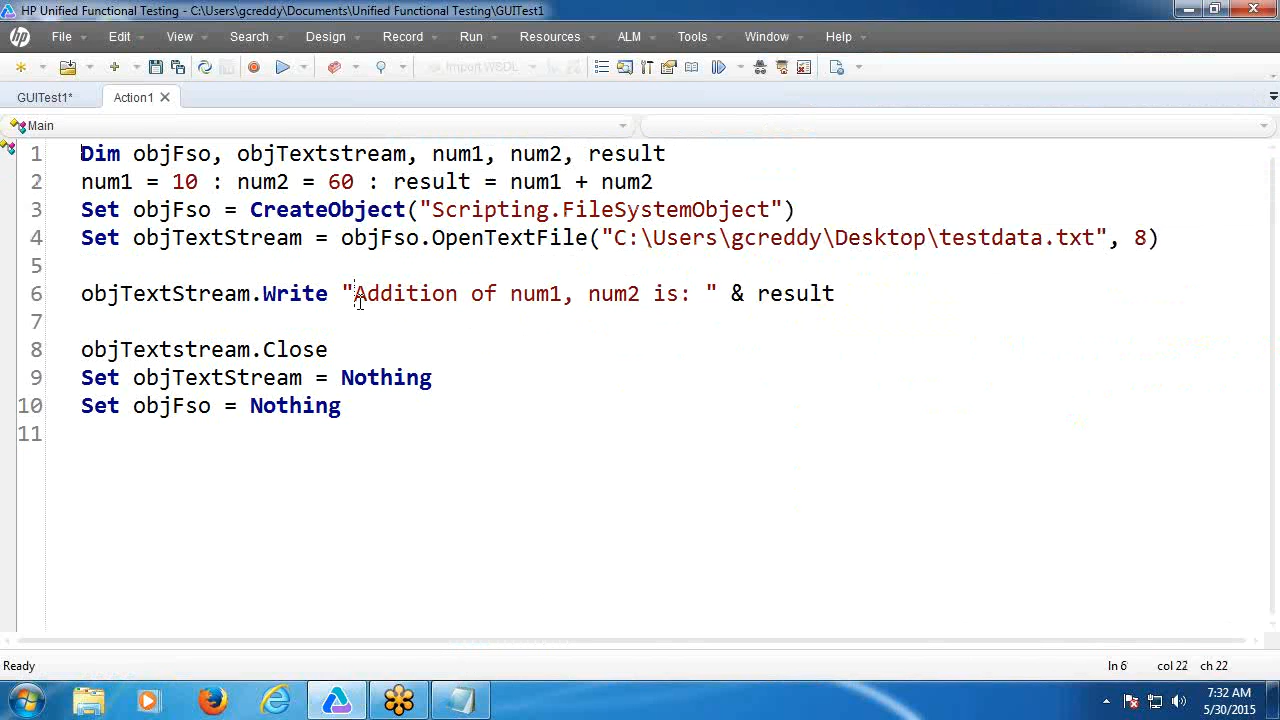 HP Unified Functional Testing - C:\Users\gcreddy\Documents\Unified Functional Testing\GUITest1
hp File Edit View Search Design Record Run Resources ALM Tools Window Help
Import WSDL
GUITest1* Action1
Main
1 Dim objFso, objTextstream, num1, num2, result
2 num1 = 10 : num2 = 60 : result = num1 + num2
3 Set objFso = CreateObject("Scripting.FileSystemObject")
4 Set objTextStream = objFso.OpenTextFile("C:\Users\gcreddy\Desktop\testdata.txt", 8)
5
6 objTextStream.Write "Addition of num1, num2 is: " & result
7
8 objTextstream.Close
9 Set objTextStream = Nothing
10 Set objFso = Nothing
11
Ready ln 6 col 22 ch 22
7:32 AM
5/30/2015